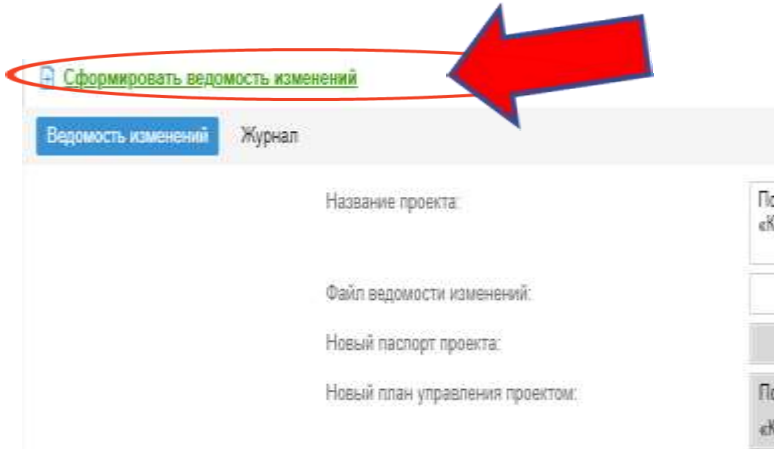 Сформировать ведомость изменений
Ведомость изменений Журнал
Название проекта:
Файл ведомости изменений:
Новый паспорт проекта:
Новый план управления проектом: